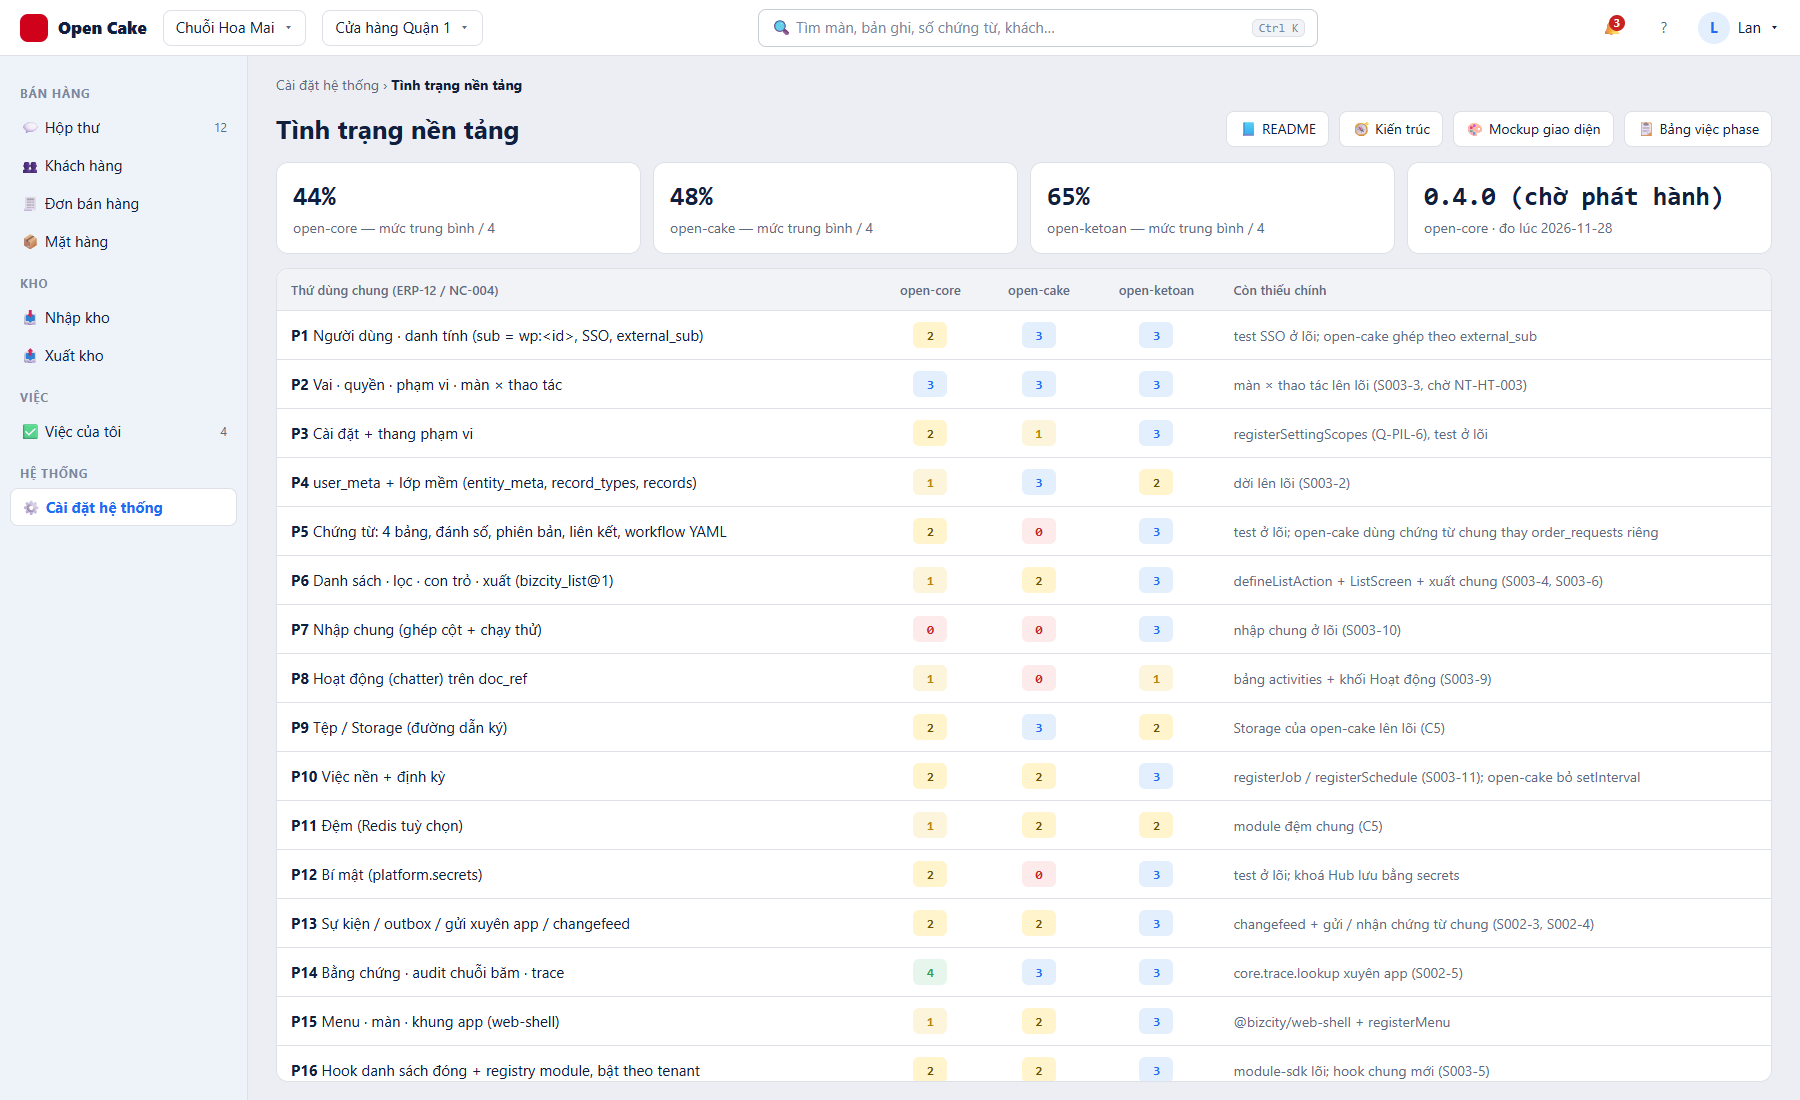 Open Cake
Chuỗi Hoa Mai
Cửa hàng Quận 1
Tìm màn, bản ghi, số chứng từ, khách...
Ctrl K
3
?
L
Lan
BÁN HÀNG
Hộp thư 12
Khách hàng
Đơn bán hàng
Mặt hàng
KHO
Nhập kho
Xuất kho
VIỆC
Việc của tôi 4
HỆ THỐNG
Cài đặt hệ thống
Cài đặt hệ thống › Tình trạng nền tảng
Tình trạng nền tảng
README
Kiến trúc
Mockup giao diện
Bảng việc phase
44%
open-core — mức trung bình / 4
48%
open-cake — mức trung bình / 4
65%
open-ketoan — mức trung bình / 4
0.4.0 (chờ phát hành)
open-core · đo lúc 2026-11-28
Thứ dùng chung (ERP-12 / NC-004) open-core open-cake open-ketoan Còn thiếu chính
P1 Người dùng · danh tính (sub = wp:<id>, SSO, external_sub) 2 3 3 test SSO ở lõi; open-cake ghép theo external_sub
P2 Vai · quyền · phạm vi · màn × thao tác 3 3 3 màn × thao tác lên lõi (S003-3, chờ NT-HT-003)
P3 Cài đặt + thang phạm vi 2 1 3 registerSettingScopes (Q-PIL-6), test ở lõi
P4 user_meta + lớp mềm (entity_meta, record_types, records) 1 3 2 dời lên lõi (S003-2)
P5 Chứng từ: 4 bảng, đánh số, phiên bản, liên kết, workflow YAML 2 0 3 test ở lõi; open-cake dùng chứng từ chung thay order_requests riêng
P6 Danh sách · lọc · con trỏ · xuất (bizcity_list@1) 1 2 3 defineListAction + ListScreen + xuất chung (S003-4, S003-6)
P7 Nhập chung (ghép cột + chạy thử) 0 0 3 nhập chung ở lõi (S003-10)
P8 Hoạt động (chatter) trên doc_ref 1 0 1 bảng activities + khối Hoạt động (S003-9)
P9 Tệp / Storage (đường dẫn ký) 2 3 2 Storage của open-cake lên lõi (C5)
P10 Việc nền + định kỳ 2 2 3 registerJob / registerSchedule (S003-11); open-cake bỏ setInterval
P11 Đệm (Redis tuỳ chọn) 1 2 2 module đệm chung (C5)
P12 Bí mật (platform.secrets) 2 0 3 test ở lõi; khoá Hub lưu bằng secrets
P13 Sự kiện / outbox / gửi xuyên app / changefeed 2 2 3 changefeed + gửi / nhận chứng từ chung (S002-3, S002-4)
P14 Bằng chứng · audit chuỗi băm · trace 4 3 3 core.trace.lookup xuyên app (S002-5)
P15 Menu · màn · khung app (web-shell) 1 2 3 @bizcity/web-shell + registerMenu
P16 Hook danh sách đóng + registry module, bật theo tenant 2 2 3 module-sdk lõi; hook chung mới (S003-5)